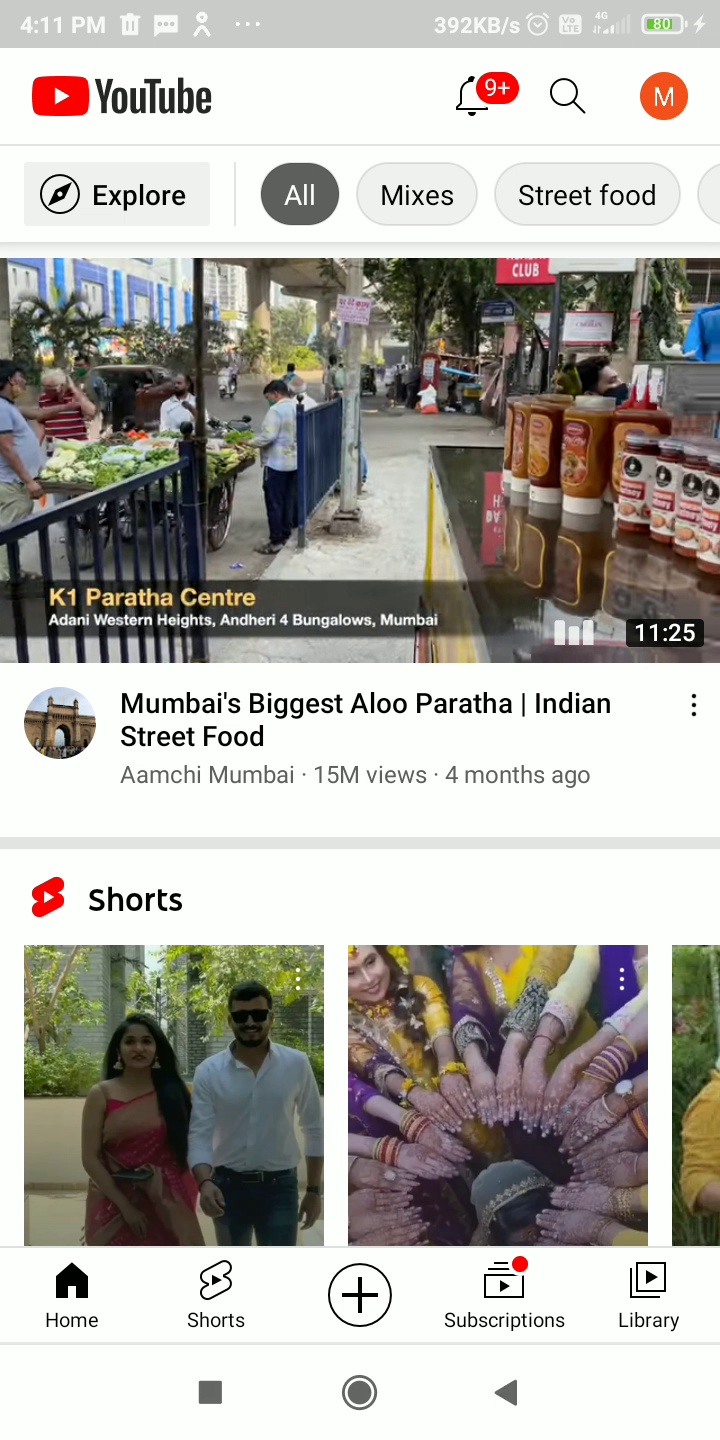 4:11 PM 392KB/s Vo LTE 4G 80
YouTube 9+ M
Explore All Mixes Street food
CLUB
K1 Paratha Centre
Adani Western Heights, Andheri 4 Bungalows, Mumbai
11:25
Mumbai's Biggest Aloo Paratha | Indian
Street Food
Aamchi Mumbai · 15M views · 4 months ago
Shorts
Home Shorts Subscriptions Library